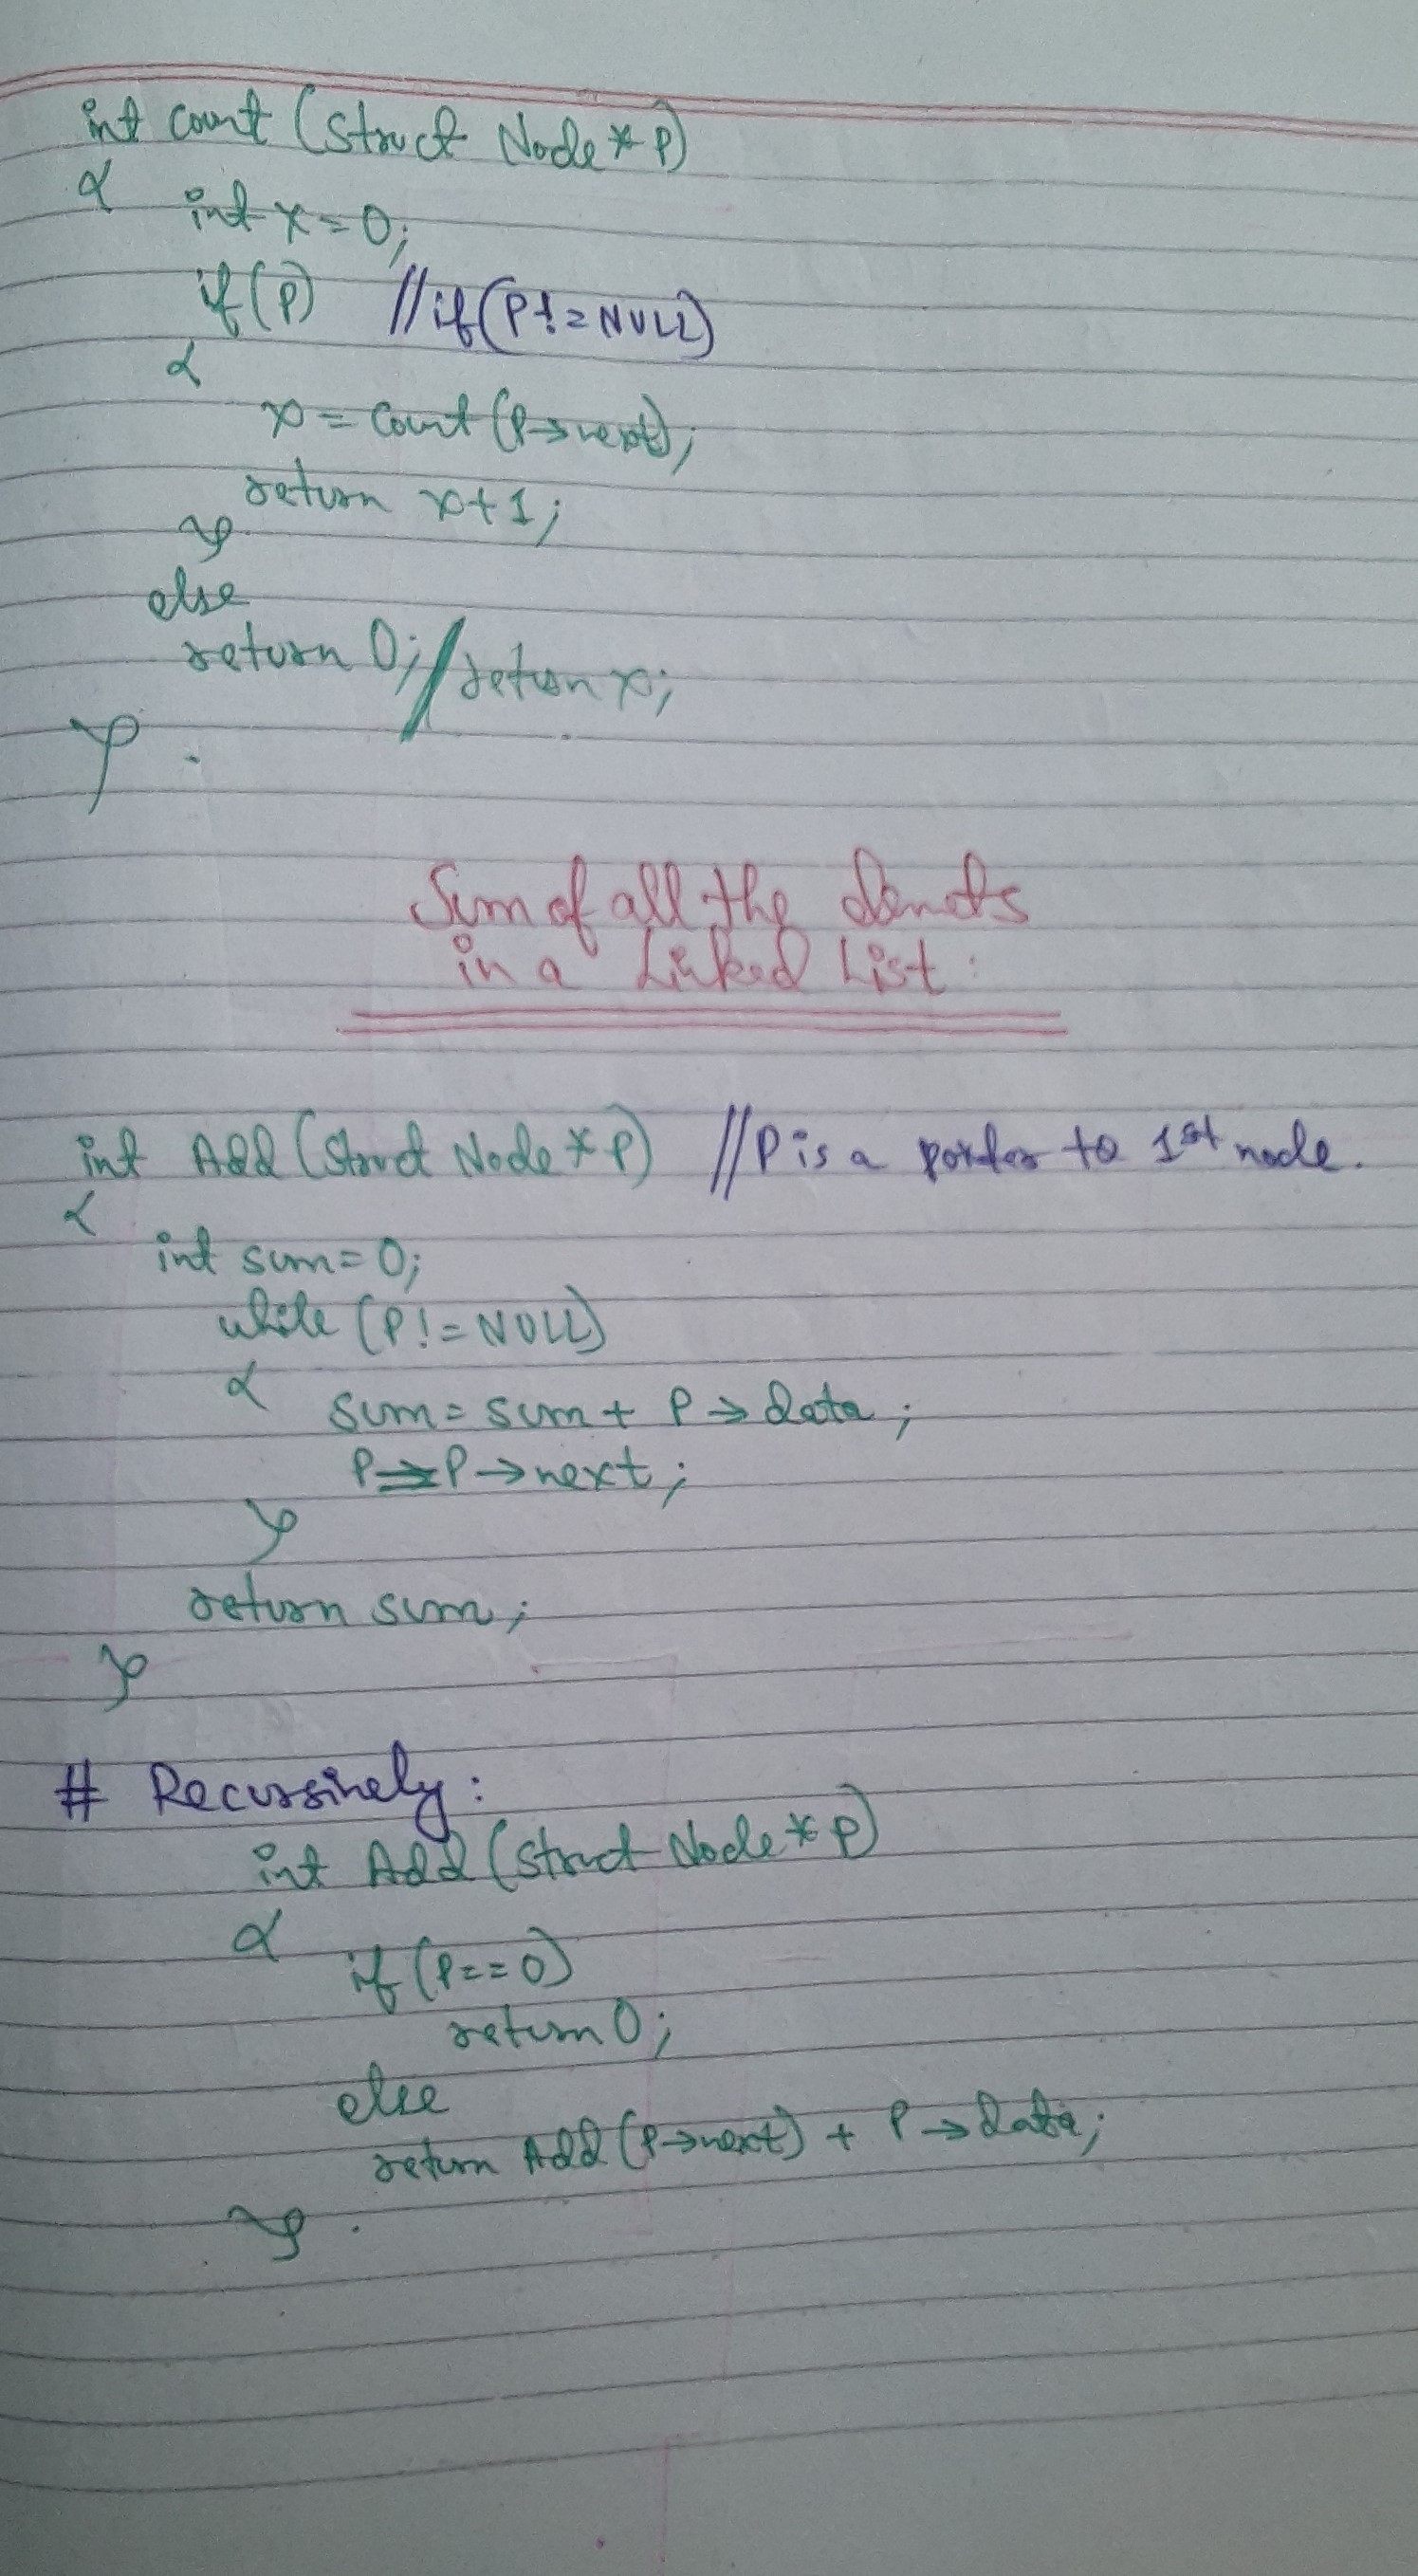 int count (struct Node * P)
{
int x = 0;
if (P) //if (P != NULL)
{
x = count (P→next);
return x+1;
}
else
return 0; // return x;
}
Sum of all the elements
in a Linked List:
int Add (struct Node * P) //P is a pointer to 1st node.
{
int sum = 0;
while (P != NULL)
{
sum = sum + P → data;
P = P → next;
}
return sum;
}
# Recursively:
int Add (struct Node * P)
{
if (P == 0)
return 0;
else
return Add (P→next) + P → data;
}